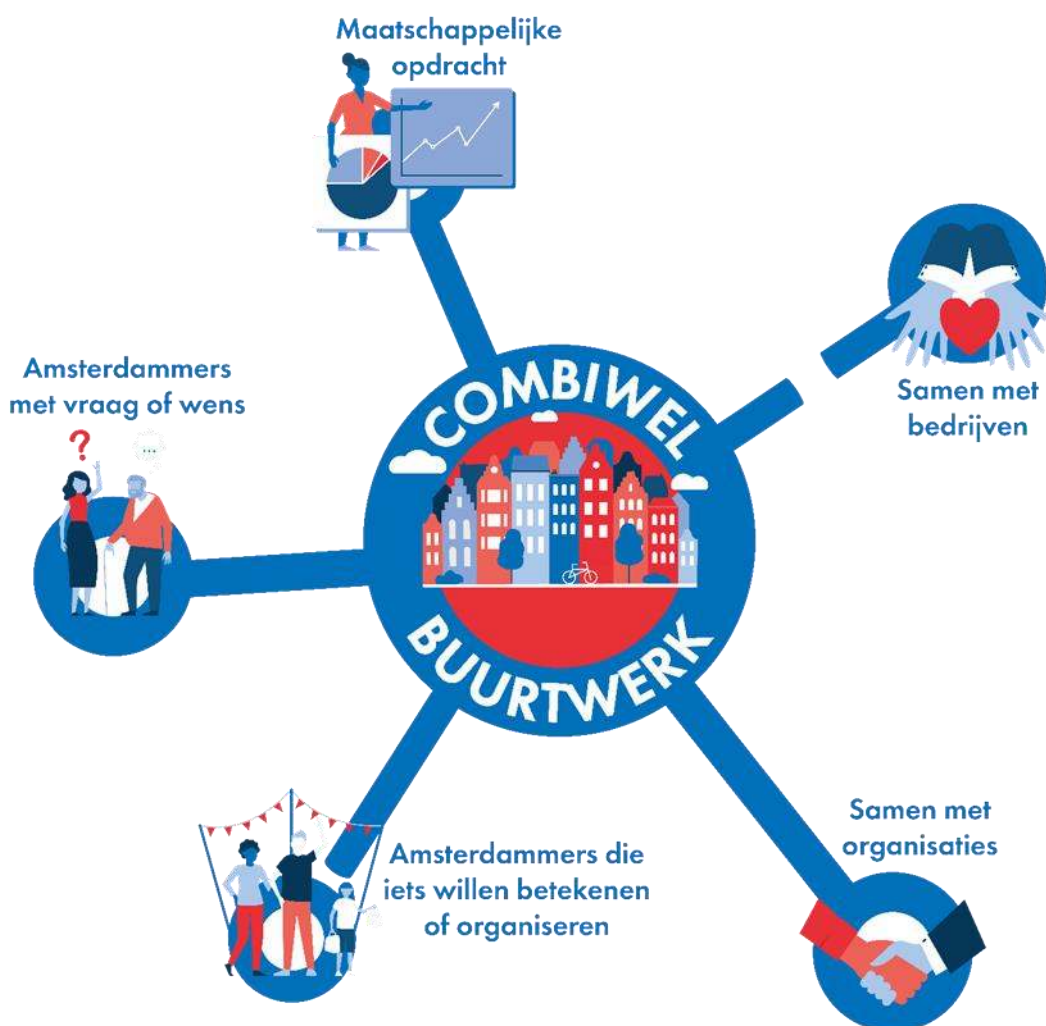 Maatschappelijke
opdracht
Amsterdammers
met vraag of wens
?
...
COMBIWEL
BUURTWERK
Samen met
bedrijven
Amsterdammers die
iets willen betekenen
of organiseren
Samen met
organisaties